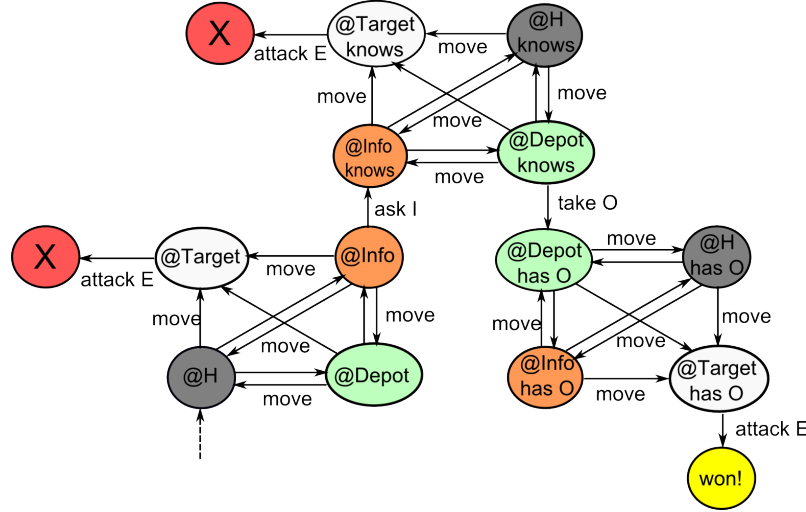 X
attack E
@Target
knows
move
@H
knows
move
move
move
@Info
knows
move
@Depot
knows
ask I
take O
X
attack E
@Target
move
@Info
move
move
move
@H
move
@Depot
@Depot
has O
move
@H
has O
move
move
move
@Info
has O
move
@Target
has O
attack E
won!